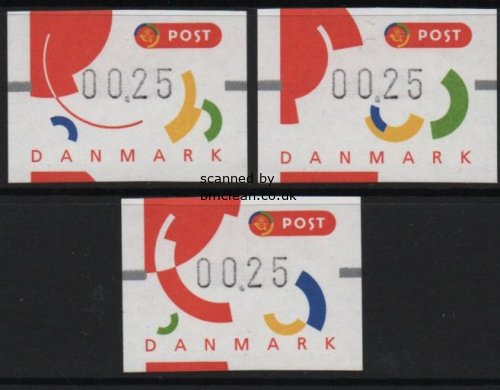 POST
00.25
DANMARK
POST
00.25
DANMARK
scanned by
bmclean.co.uk
POST
00.25
DANMARK